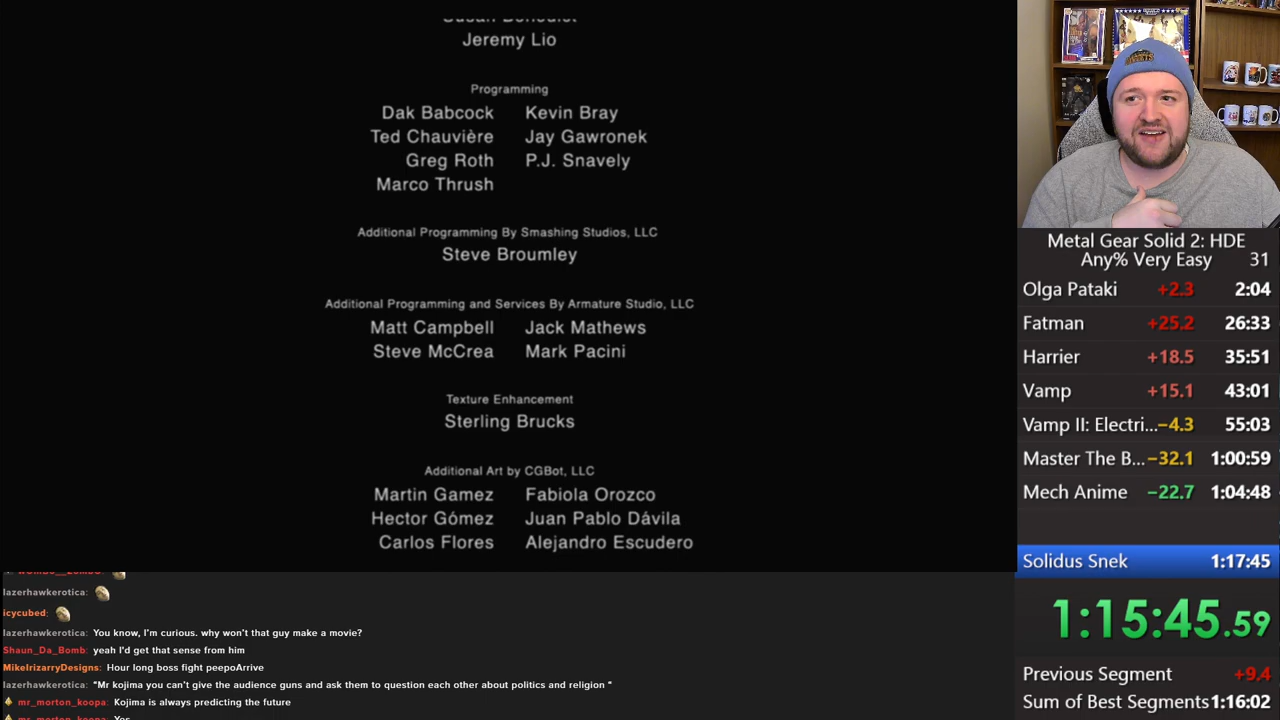 Susan Benedict
Jeremy Lio
Programming
Dak Babcock Kevin Bray
Ted Chauvière Jay Gawronek
Greg Roth P.J. Snavely
Marco Thrush
Additional Programming By Smashing Studios, LLC
Steve Broumley
Additional Programming and Services By Armature Studio, LLC
Matt Campbell Jack Mathews
Steve McCrea Mark Pacini
Texture Enhancement
Sterling Brucks
Additional Art by CGBot, LLC
Martin Gamez Fabiola Orozco
Hector Gómez Juan Pablo Dávila
Carlos Flores Alejandro Escudero
lazerhawkerotica:
icycubed:
lazerhawkerotica: You know, I'm curious. why won't that guy make a movie?
Shaun_Da_Bomb: yeah I'd get that sense from him
MikeIrizarryDesigns: Hour long boss fight peepoArrive
lazerhawkerotica: "Mr kojima you can't give the audience guns and ask them to question each other about politics and religion "
mr_morton_koopa: Kojima is always predicting the future
mr_morton_koopa: Yos
Metal Gear Solid 2: HDE
Any% Very Easy 31
Olga Pataki +2.3 2:04
Fatman +25.2 26:33
Harrier +18.5 35:51
Vamp +15.1 43:01
Vamp II: Electri... −4.3 55:03
Master The B... −32.1 1:00:59
Mech Anime −22.7 1:04:48
Solidus Snek 1:17:45
1:15:45.59
Previous Segment +9.4
Sum of Best Segments 1:16:02